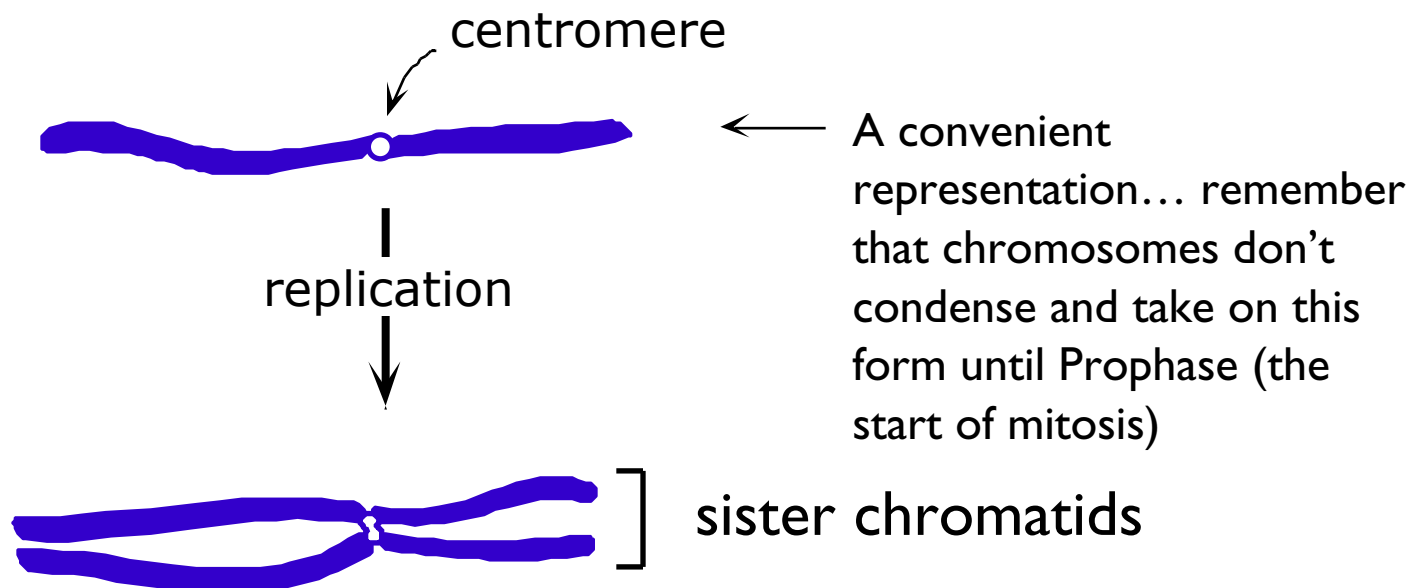 centromere
A convenient
representation… remember
that chromosomes don’t
condense and take on this
form until Prophase (the
start of mitosis)
replication
sister chromatids